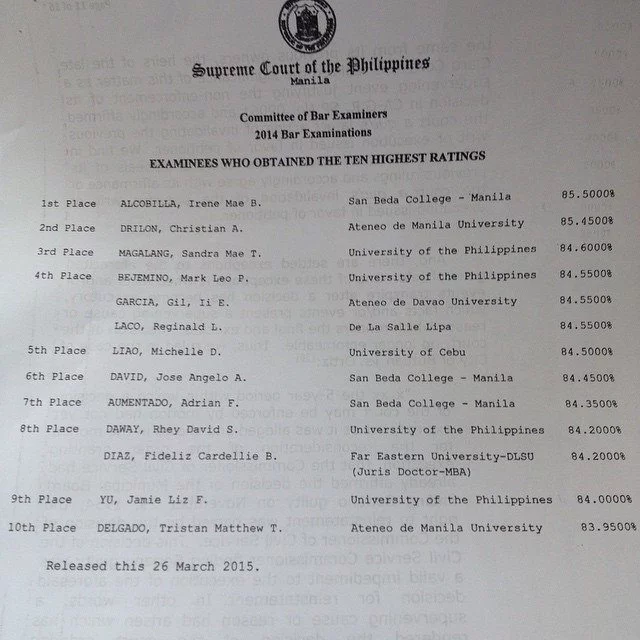 Supreme Court of the Philippines
Manila
Committee of Bar Examiners
2014 Bar Examinations
EXAMINEES WHO OBTAINED THE TEN HIGHEST RATINGS
1st Place ALCOBILLA, Irene Mae B. San Beda College - Manila 85.5000%
2nd Place DRILON, Christian A. Ateneo de Manila University 85.4500%
3rd Place MAGALANG, Sandra Mae T. University of the Philippines 84.6000%
4th Place BEJEMINO, Mark Leo P. University of the Philippines 84.5500%
GARCIA, Gil, Ii E. Ateneo de Davao University 84.5500%
LACO, Reginald L. De La Salle Lipa 84.5500%
5th Place LIAO, Michelle D. University of Cebu 84.5000%
6th Place DAVID, Jose Angelo A. San Beda College - Manila 84.4500%
7th Place AUMENTADO, Adrian F. San Beda College - Manila 84.3500%
8th Place DAWAY, Rhey David S. University of the Philippines 84.2000%
DIAZ, Fideliz Cardellie B. Far Eastern University-DLSU 84.2000%
(Juris Doctor-MBA)
9th Place YU, Jamie Liz F. University of the Philippines 84.0000%
10th Place DELGADO, Tristan Matthew T. Ateneo de Manila University 83.9500%
Released this 26 March 2015.